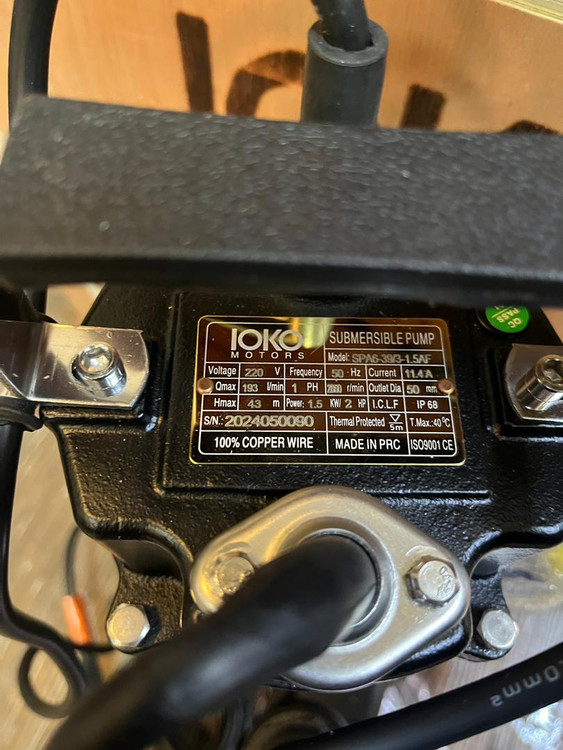 IOKO
MOTORS
SUBMERSIBLE PUMP
Model: SPA6-39/3-1.5AF
Voltage 220 V Frequency 50 Hz Current 11.4 A
Qmax 193 l/min 1 PH r/min Outlet Dia 50 mm
Hmax 43 m Power: 1.5 KW/ 2 HP I.C.L.F IP 68
S/N.: 2024050090 Thermal Protected 5m T.Max.:40°C
100% COPPER WIRE MADE IN PRC ISO9001 CE
QC
PASS
.0mm2